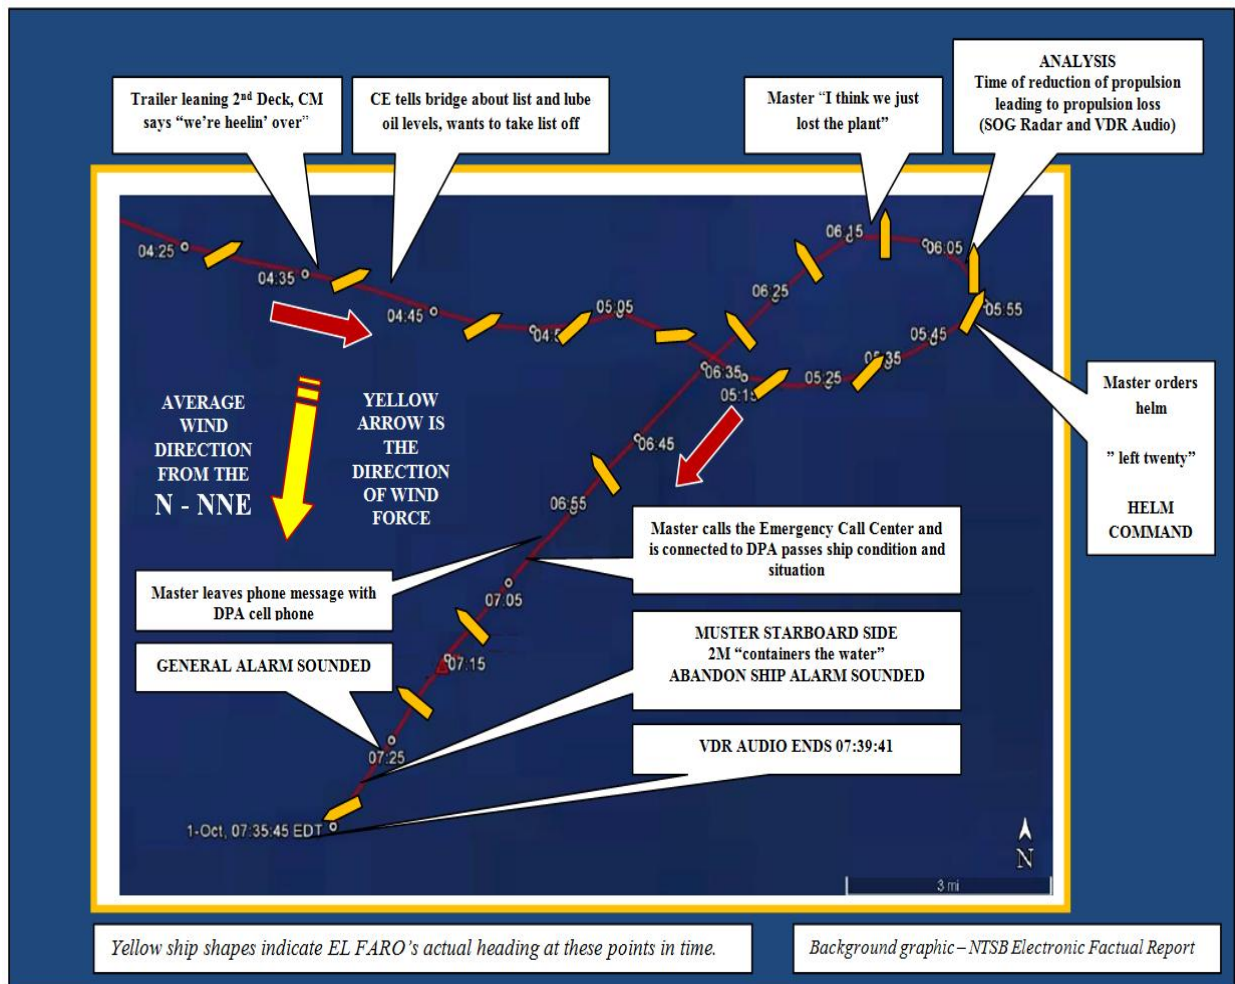 Trailer leaning 2nd Deck, CM
says “we’re heelin’ over”
CE tells bridge about list and lube
oil levels, wants to take list off
Master “I think we just
lost the plant”
ANALYSIS
Time of reduction of propulsion
leading to propulsion loss
(SOG Radar and VDR Audio)
04:25
04:35
04:45
05:05
05:15
05:25
05:35
05:45
05:55
06:05
06:15
06:25
06:35
06:45
06:55
07:05
07:15
07:25
1-Oct, 07:35:45 EDT
AVERAGE
WIND
DIRECTION
FROM THE
N - NNE
YELLOW
ARROW IS
THE
DIRECTION
OF WIND
FORCE
Master orders
helm
” left twenty”
HELM
COMMAND
Master calls the Emergency Call Center and
is connected to DPA passes ship condition and
situation
Master leaves phone message with
DPA cell phone
GENERAL ALARM SOUNDED
MUSTER STARBOARD SIDE
2M “containers the water”
ABANDON SHIP ALARM SOUNDED
VDR AUDIO ENDS 07:39:41
N
3 mi
Yellow ship shapes indicate EL FARO’s actual heading at these points in time.
Background graphic – NTSB Electronic Factual Report